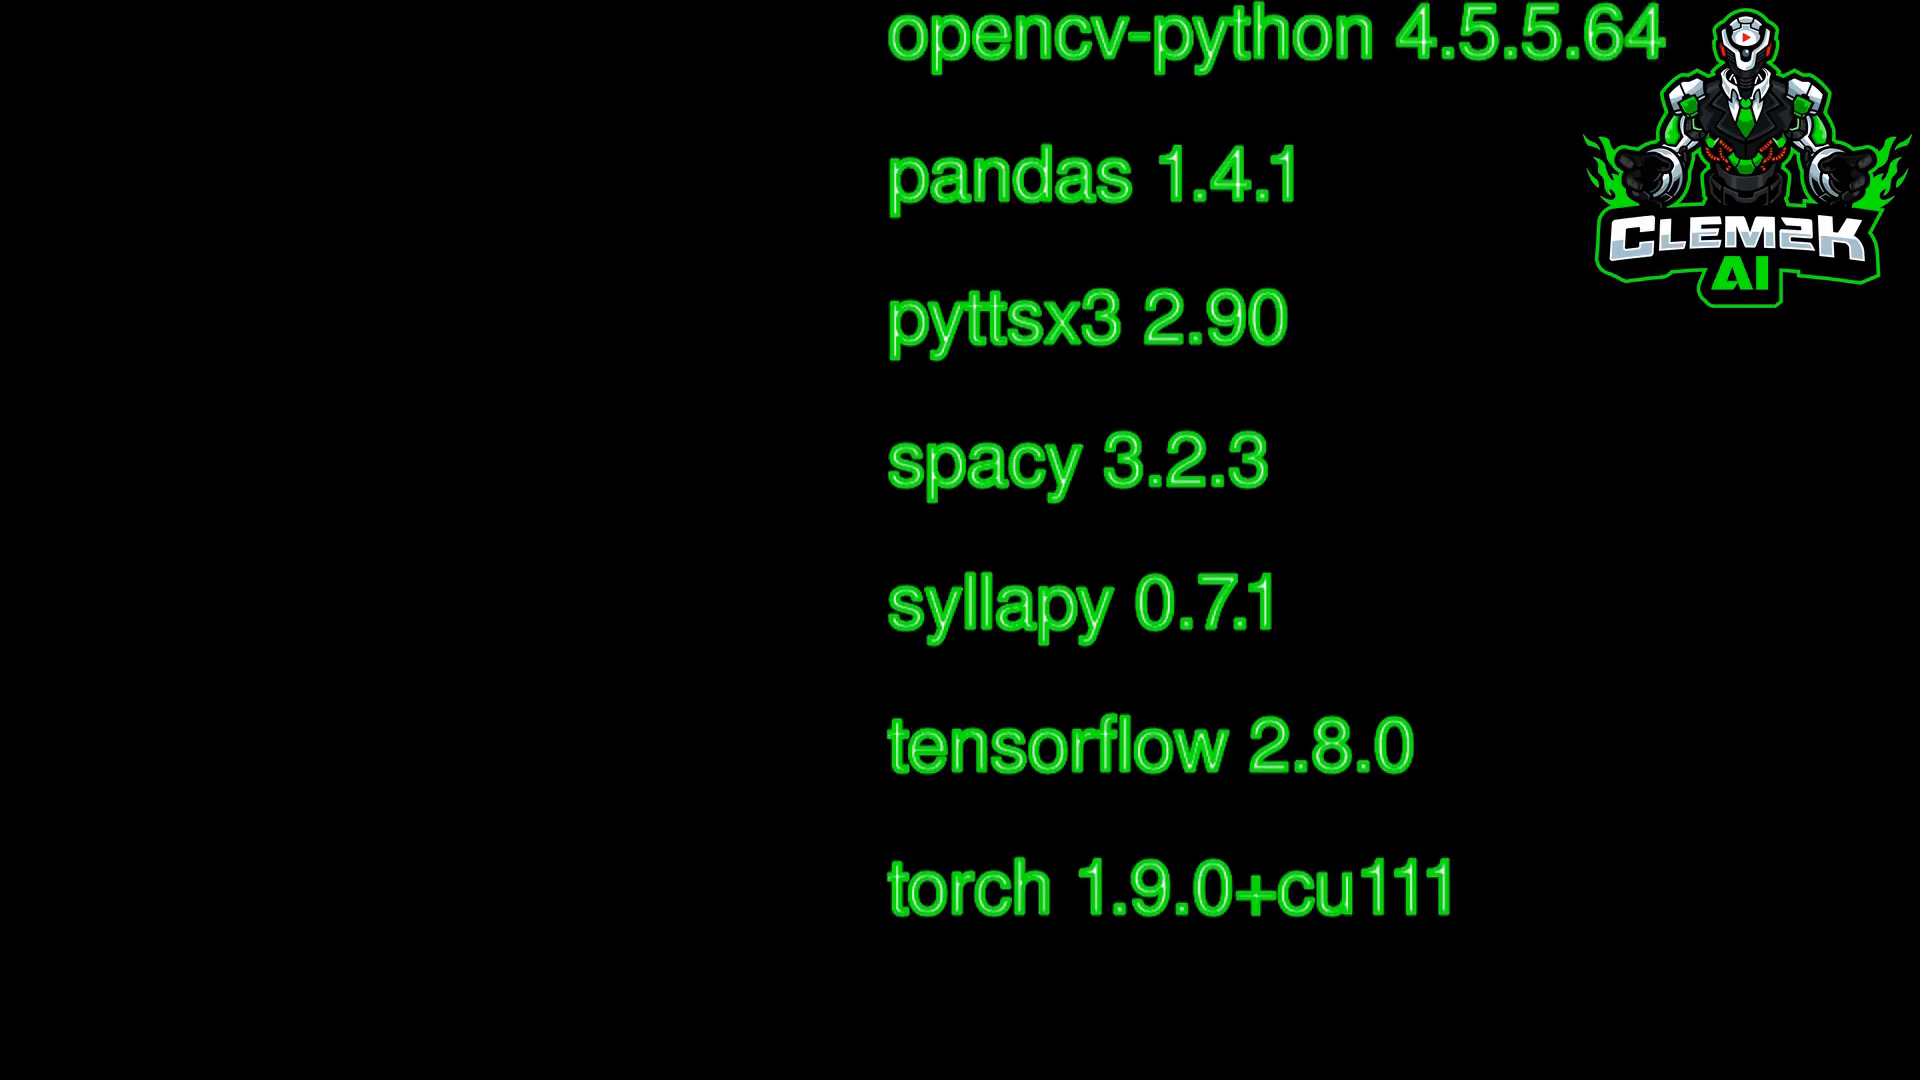 opencv-python 4.5.5.64
pandas 1.4.1
pyttsx3 2.90
spacy 3.2.3
syllapy 0.7.1
tensorflow 2.8.0
torch 1.9.0+cu111
CLEM2K
AI